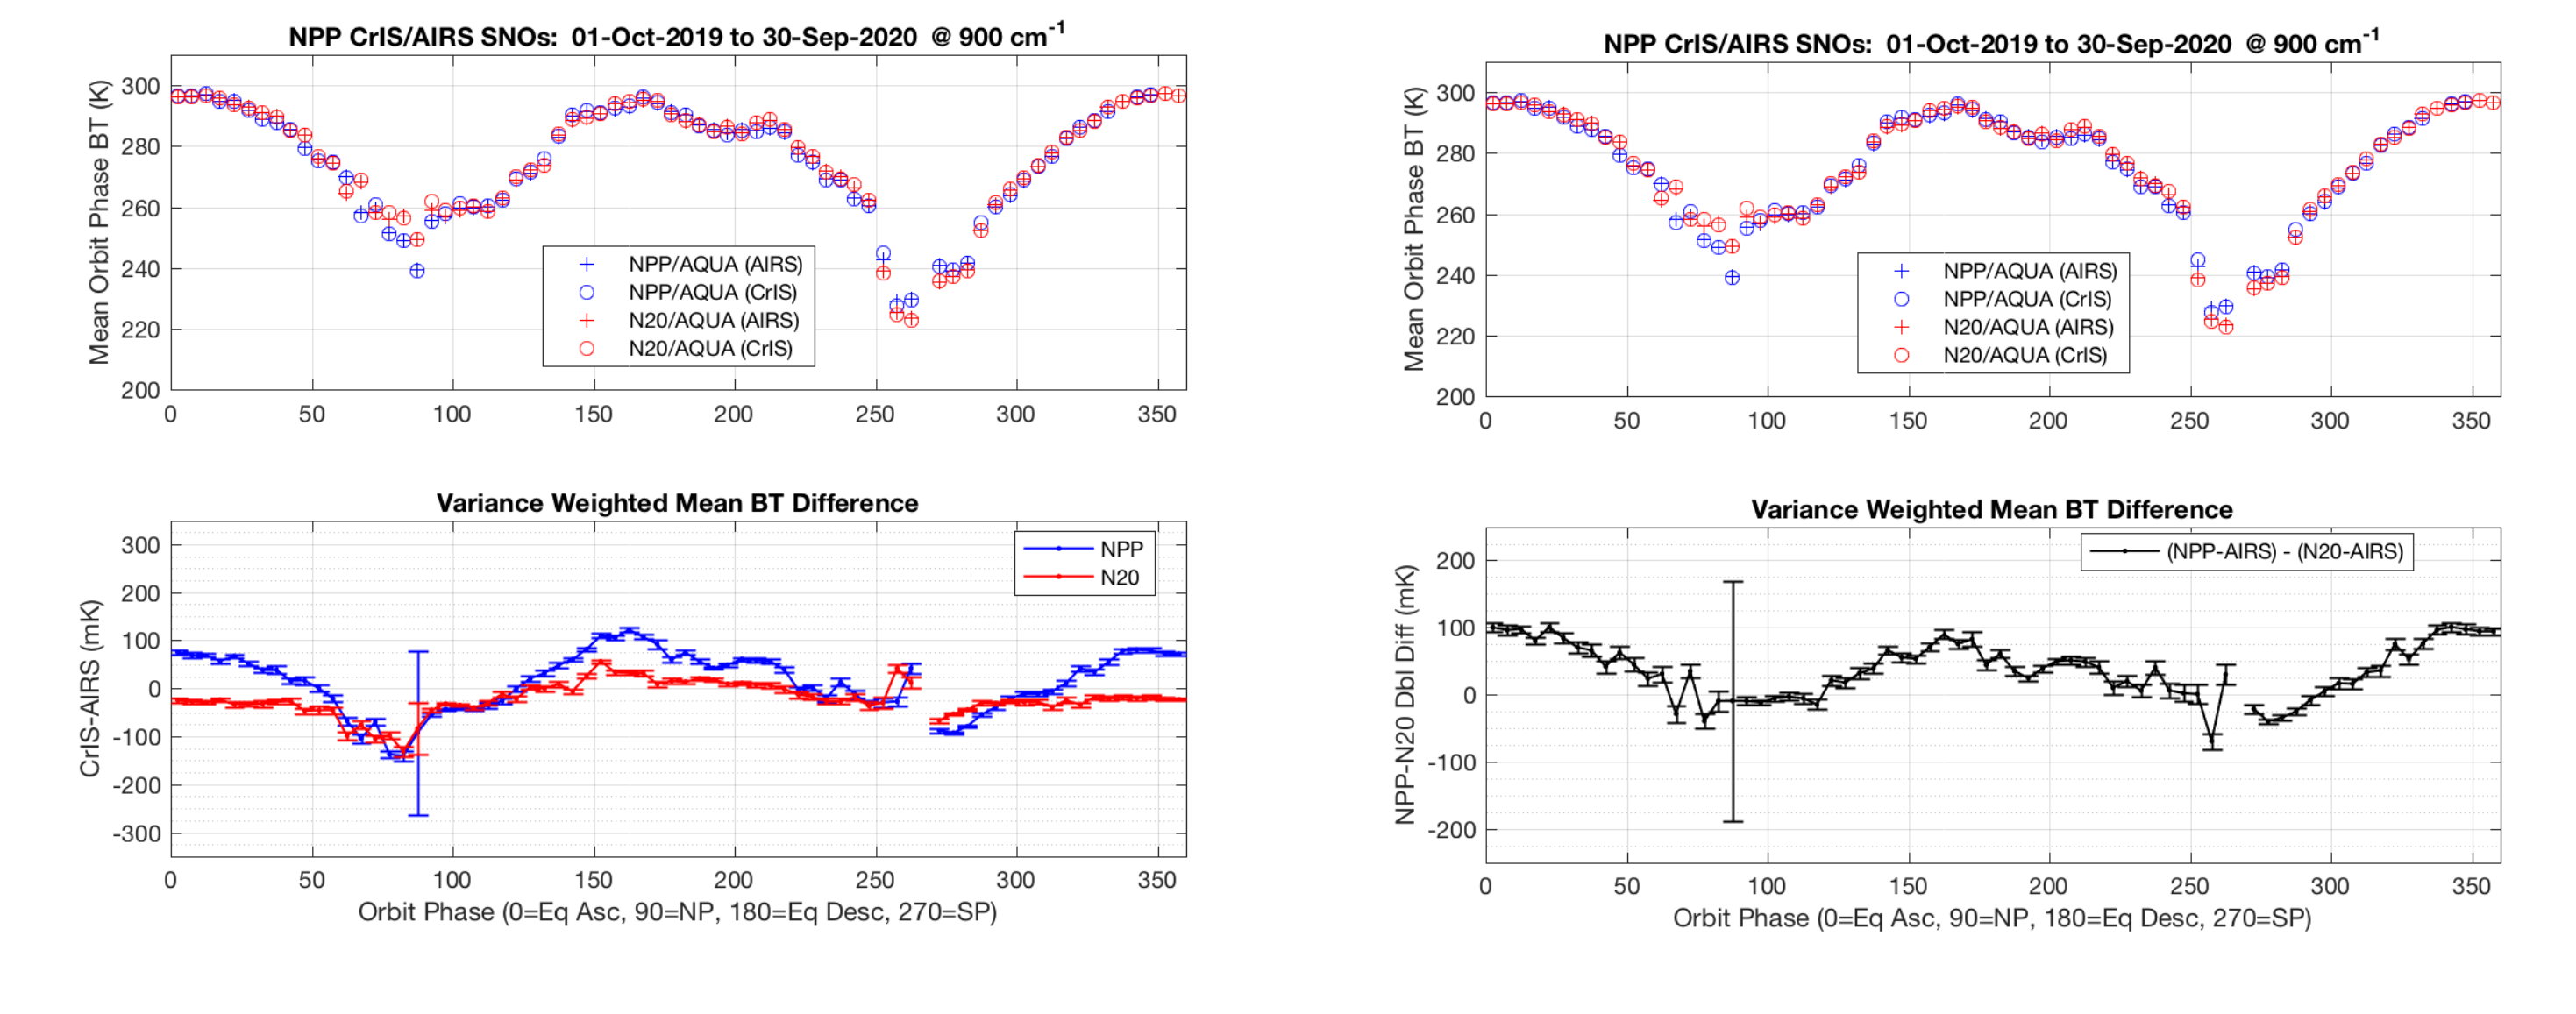 NPP CrIS/AIRS SNOs: 01-Oct-2019 to 30-Sep-2020 @ 900 cm-1
Mean Orbit Phase BT (K)
300
280
260
240
220
200
NPP/AQUA (AIRS)
NPP/AQUA (CrIS)
N20/AQUA (AIRS)
N20/AQUA (CrIS)
0 50 100 150 200 250 300 350
Variance Weighted Mean BT Difference
CrIS-AIRS (mK)
300
200
100
0
-100
-200
-300
NPP
N20
0 50 100 150 200 250 300 350
Orbit Phase (0=Eq Asc, 90=NP, 180=Eq Desc, 270=SP)
NPP CrIS/AIRS SNOs: 01-Oct-2019 to 30-Sep-2020 @ 900 cm-1
Mean Orbit Phase BT (K)
300
280
260
240
220
200
NPP/AQUA (AIRS)
NPP/AQUA (CrIS)
N20/AQUA (AIRS)
N20/AQUA (CrIS)
0 50 100 150 200 250 300 350
Variance Weighted Mean BT Difference
NPP-N20 Dbl Diff (mK)
200
100
0
-100
-200
(NPP-AIRS) - (N20-AIRS)
0 50 100 150 200 250 300 350
Orbit Phase (0=Eq Asc, 90=NP, 180=Eq Desc, 270=SP)